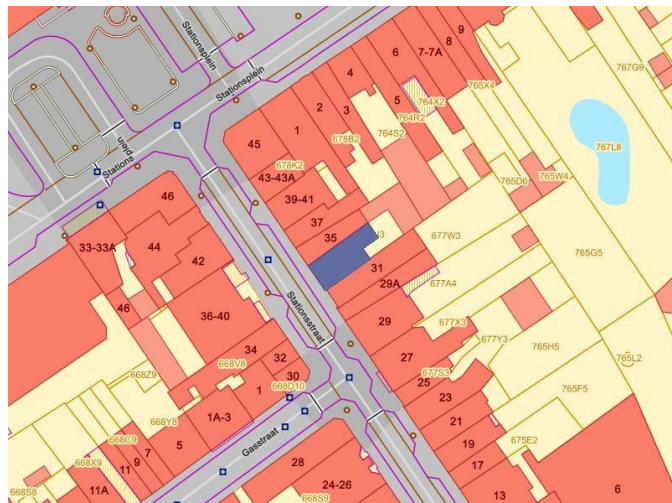 Stationsplein
Stationsplein
Stations
plein
9
8
7-7A
6
4
5
3
2
1
45
764X2
764R2
765X4
764S2
678B2
678K2
767G9
767L8
43-43A
39-41
37
35
46
44
33-33A
42
765D6
765W4
677W3
765G5
31
29A
677A4
29
677X3
677Y3
765H5
765L2
46
36-40
Stationsstraat
34
32
30
668V8
668D10
668Z9
1
1A-3
27
677S3
25
23
765F5
21
675E2
19
17
13
6
668Y8
5
7
9
11
668C9
668X9
11A
668S8
Gasstraat
28
24-26
668S9